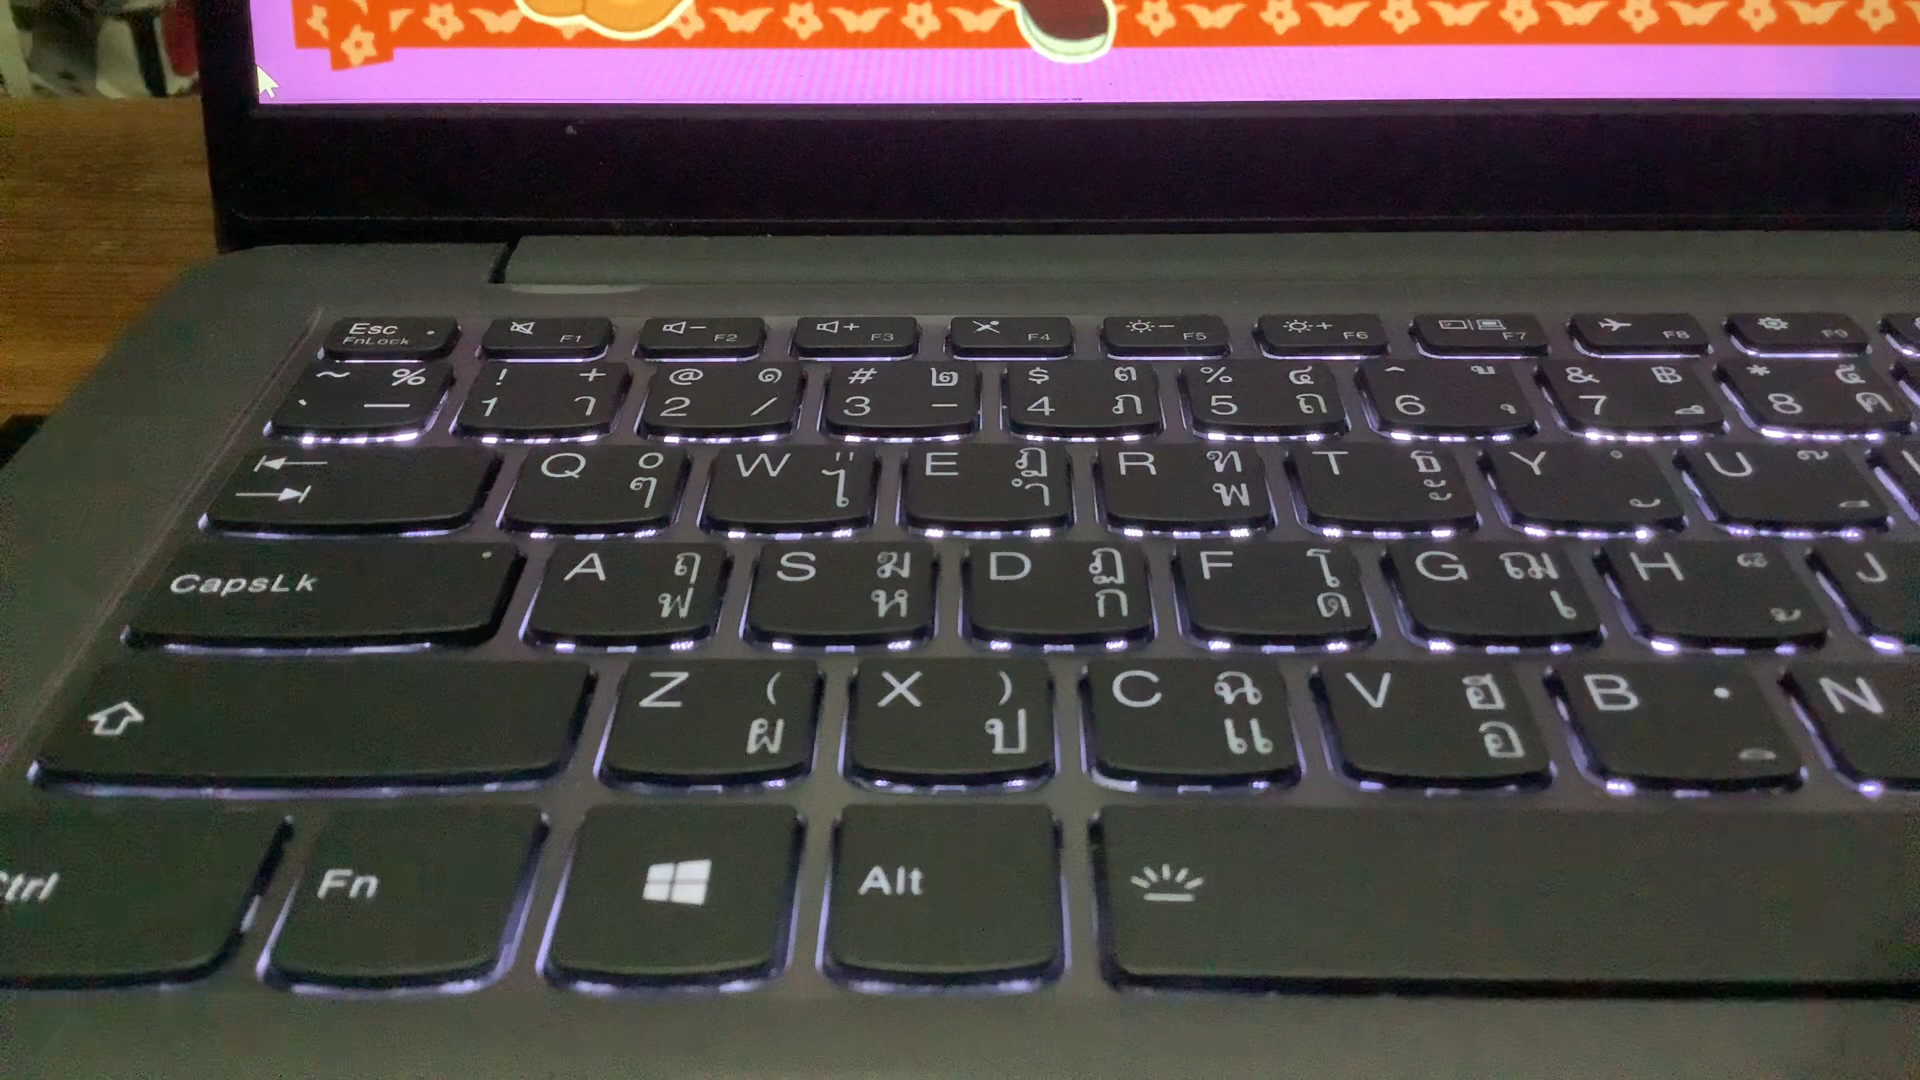 Esc FnLock F1 F2 F3 F4 F5 F6 F7 F8 F9
~ % ! + @ ๑ # ๒ $ ๓ % ๔ ^ ู & ฿ * ๕
` _ 1 ๅ 2 / 3 - 4 ภ 5 ถ 6 ุ 7 ึ 8 ค
Q ๐ W " E ฎ R ฑ T ธ Y ํ U ๊
ๆ ไ ำ พ ะ ั ี
CapsLk A ฤ S ฆ D ฏ F โ G ฌ H ็ J
ฟ ห ก ด เ ้
Z ( X ) C ฉ V ฮ B ฺ N
ผ ป แ อ ิ
Ctrl Fn Alt